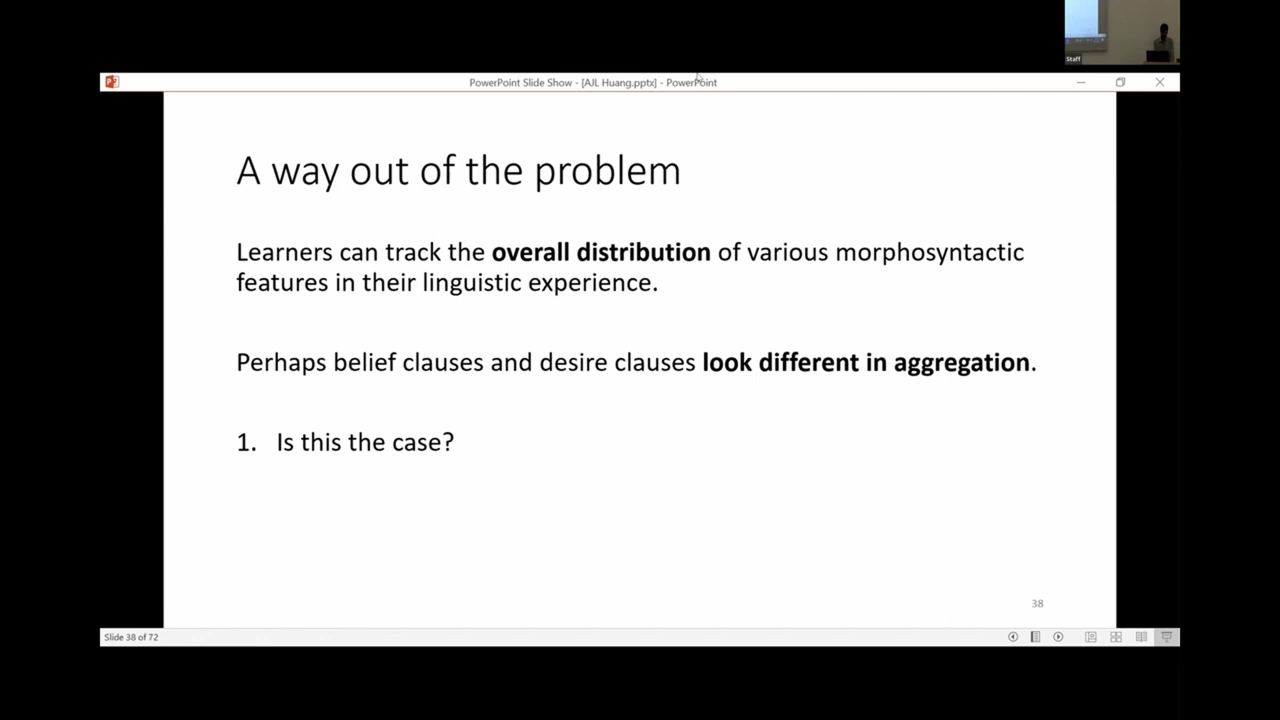 Staff
PowerPoint Slide Show - [AJL Huang.pptx] - PowerPoint
A way out of the problem
Learners can track the overall distribution of various morphosyntactic
features in their linguistic experience.
Perhaps belief clauses and desire clauses look different in aggregation.
1. Is this the case?
38
Slide 38 of 72